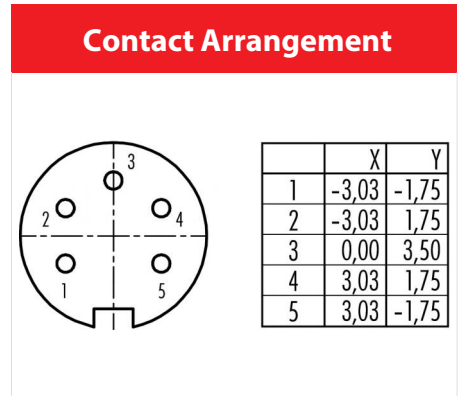 Contact Arrangement
3
2
4
1
5
X Y
1 -3,03 -1,75
2 -3,03 1,75
3 0,00 3,50
4 3,03 1,75
5 3,03 -1,75